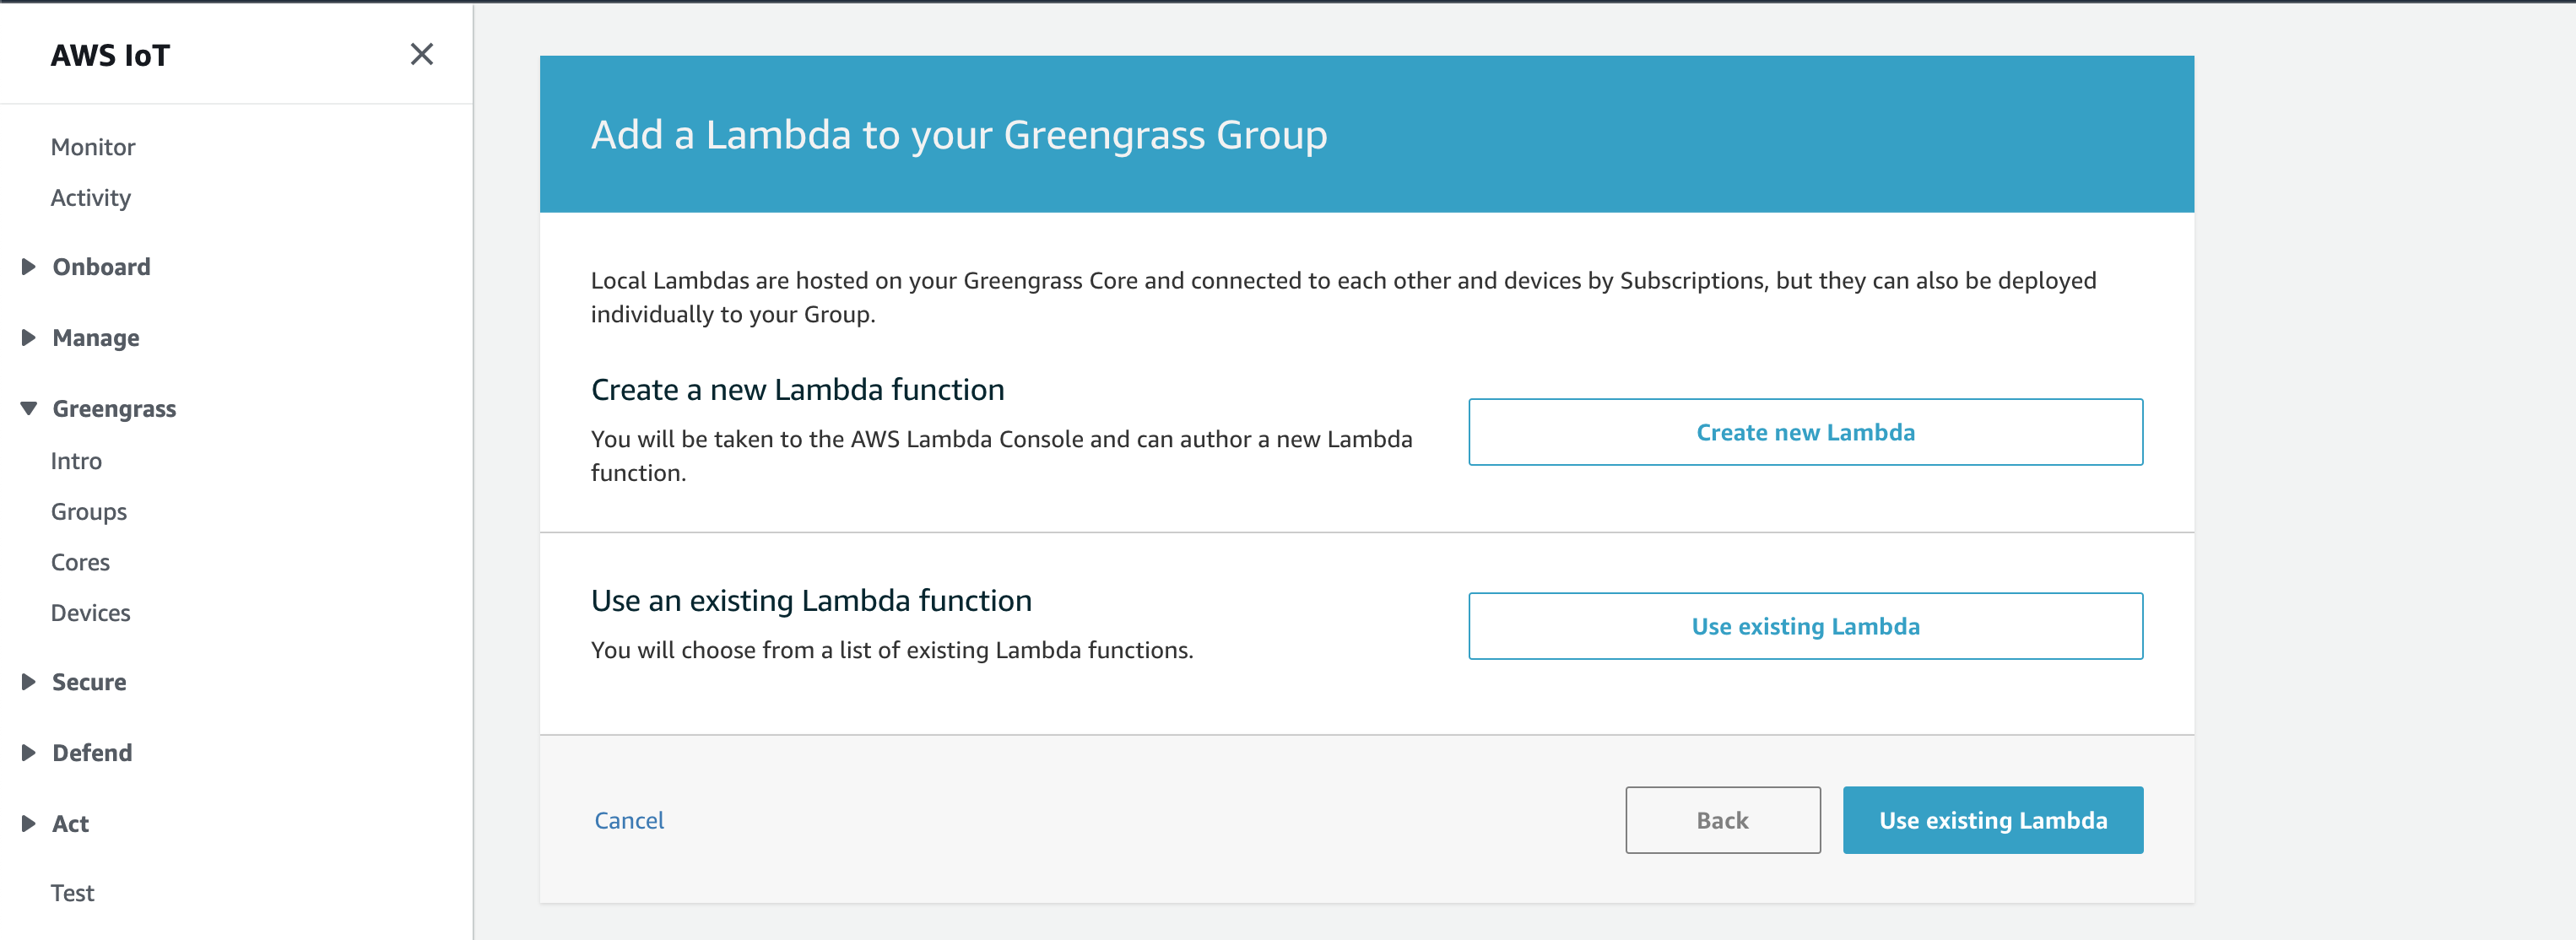 AWS IoT
Monitor
Activity
Onboard
Manage
Greengrass
Intro
Groups
Cores
Devices
Secure
Defend
Act
Test
Add a Lambda to your Greengrass Group
Local Lambdas are hosted on your Greengrass Core and connected to each other and devices by Subscriptions, but they can also be deployed
individually to your Group.
Create a new Lambda function
You will be taken to the AWS Lambda Console and can author a new Lambda
function.
Create new Lambda
Use an existing Lambda function
You will choose from a list of existing Lambda functions.
Use existing Lambda
Cancel
Back
Use existing Lambda